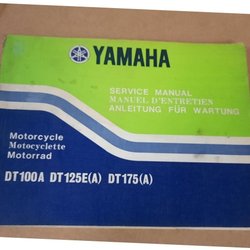 YAMAHA
SERVICE MANUAL
MANUEL D'ENTRETIEN
ANLEITUNG FÜR WARTUNG
Motorcycle
Motocyclette
Motorrad
DT100A DT125E(A) DT175(A)